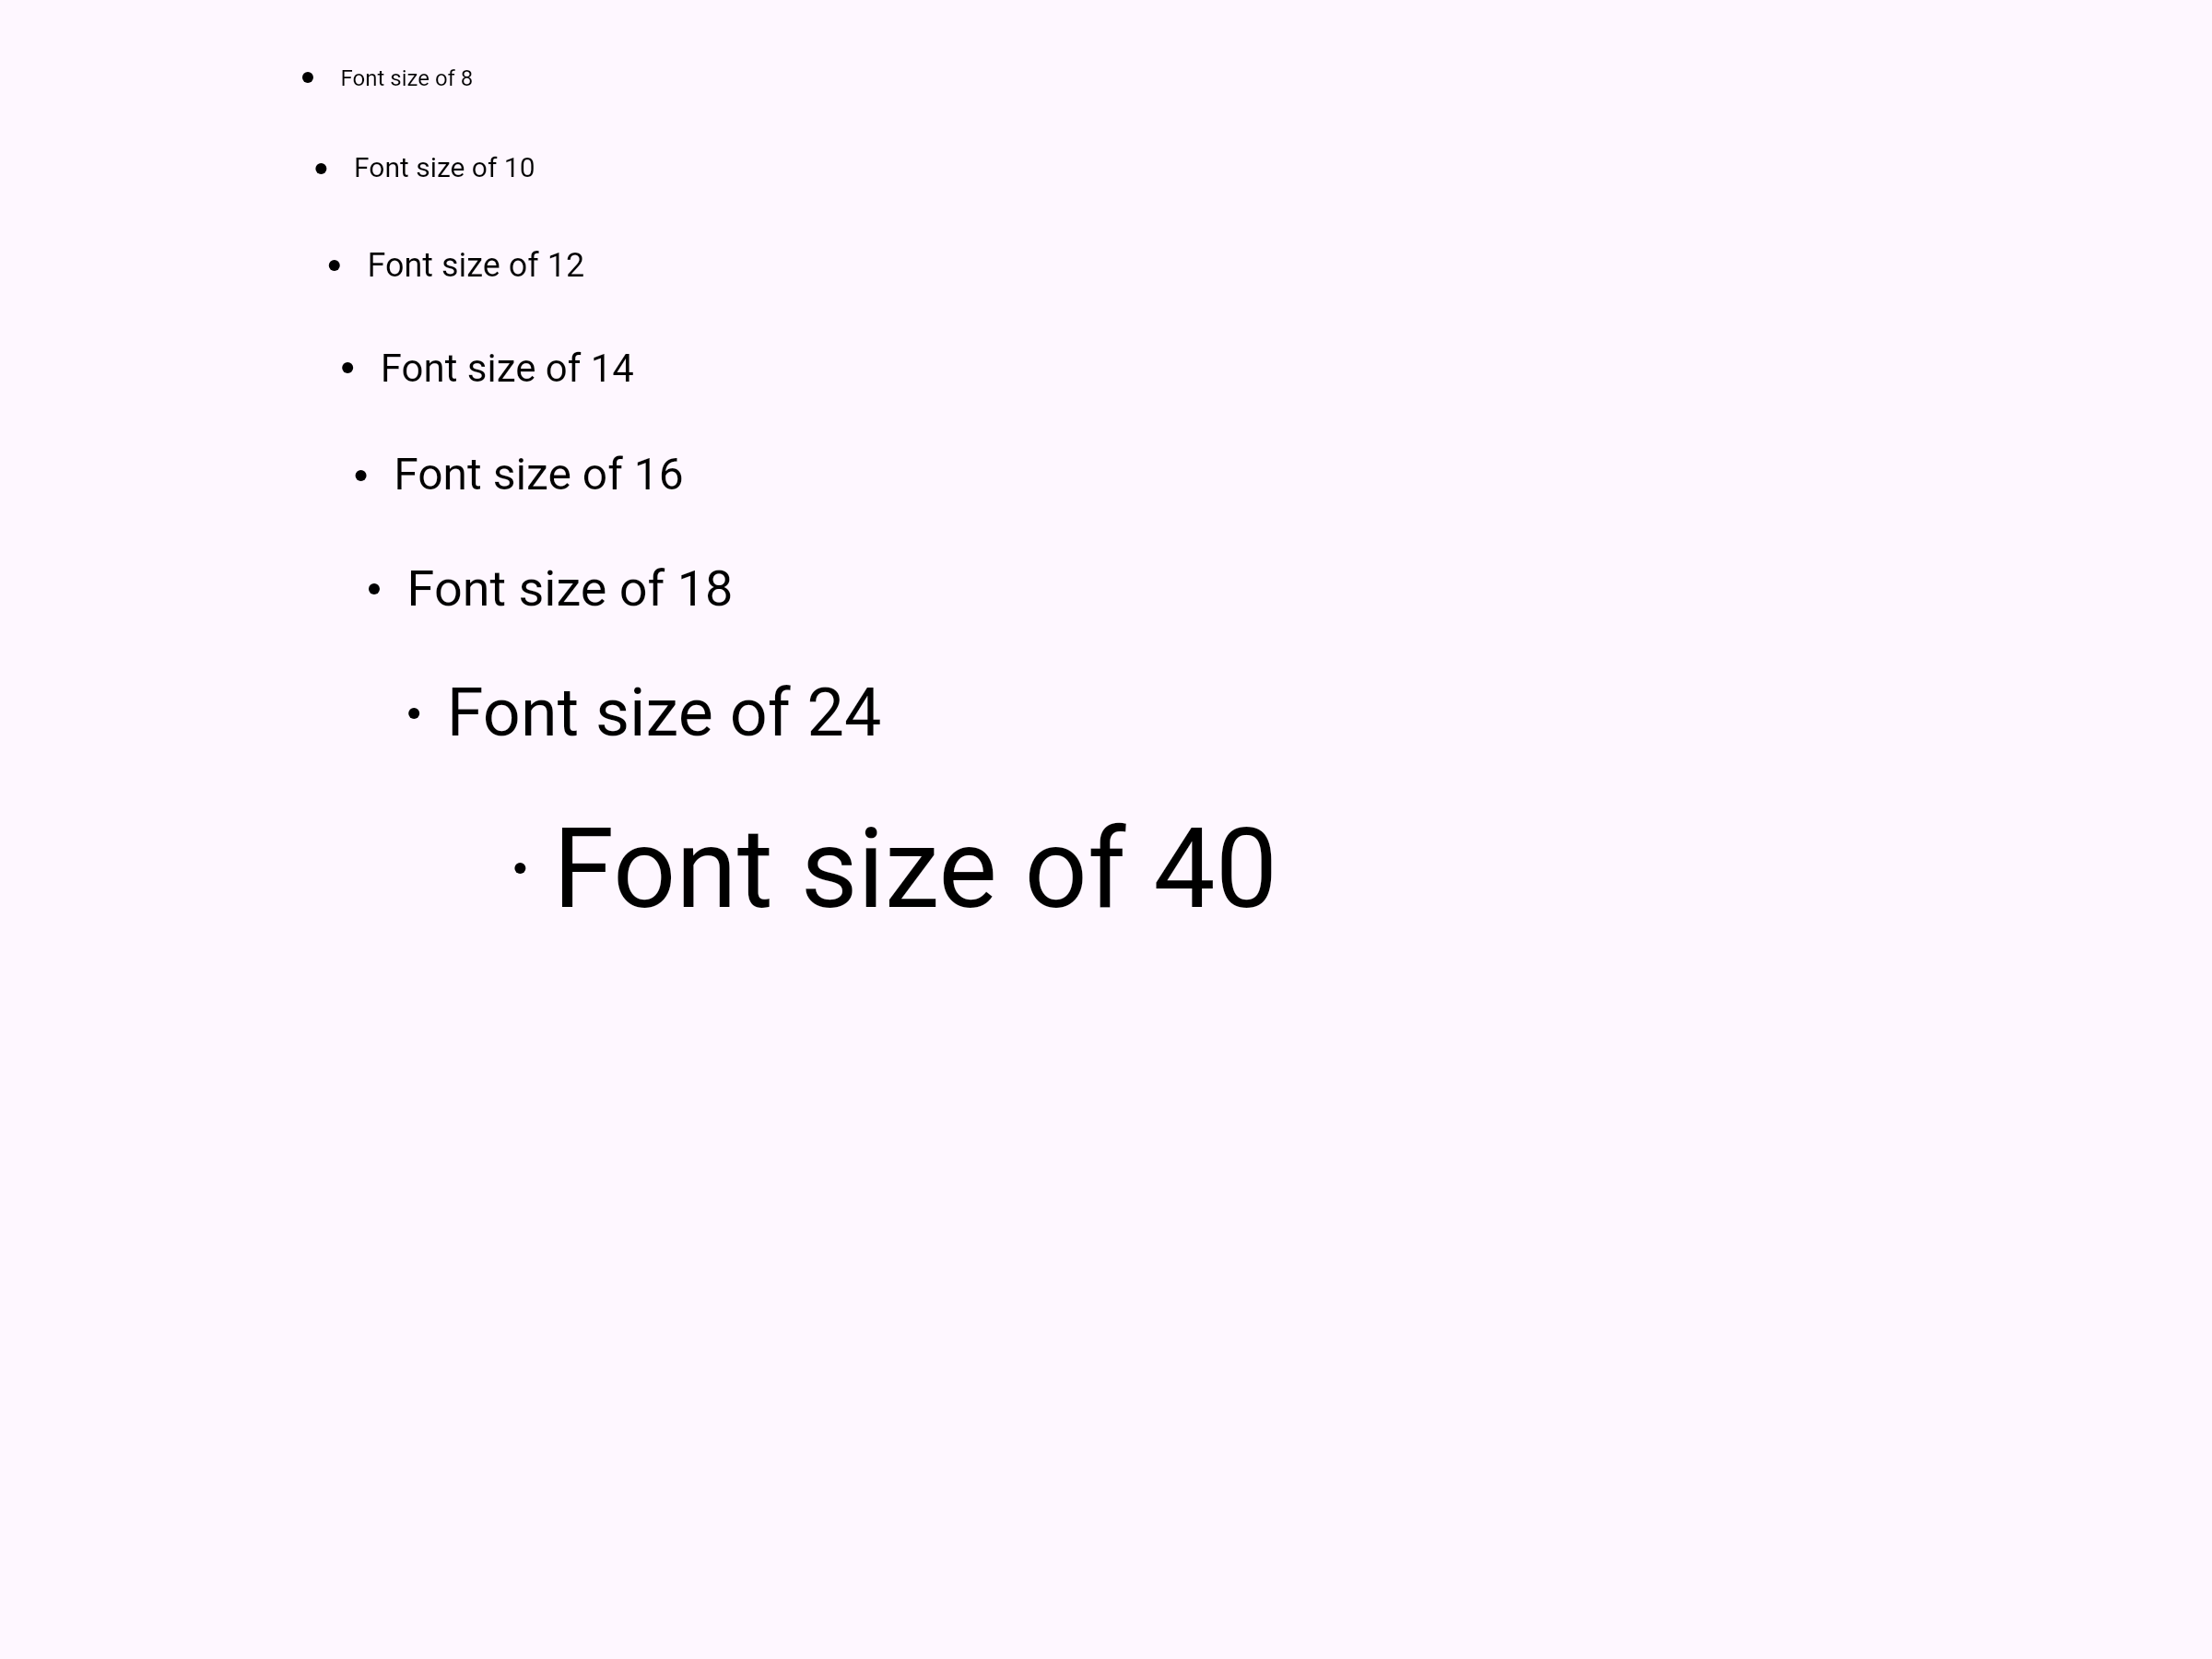 • Font size of 8
• Font size of 10
• Font size of 12
• Font size of 14
• Font size of 16
• Font size of 18
• Font size of 24
• Font size of 40